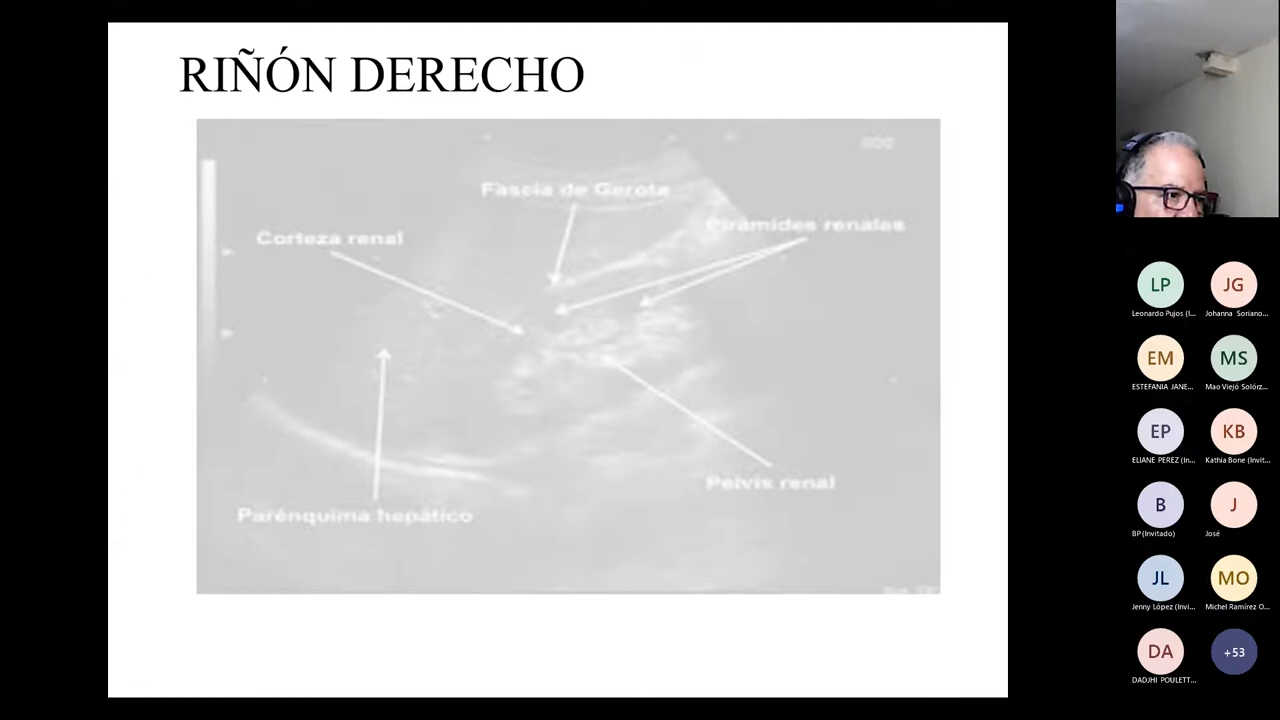 RIÑÓN DERECHO
Fascia de Gerota
Pirámides renales
Corteza renal
Pelvis renal
Parénquima hepático
LP
JG
Leonardo Pujos (I...
Johanna Soriano...
EM
MS
ESTEFANIA JANE...
Mao Viejó Solórz...
EP
KB
ELIANE PEREZ (In...
Kathia Bone (Invit...
B
J
BP (Invitado)
José
JL
MO
Jenny López (Invi...
Michel Ramírez O...
DA
+53
DADJHI POULETT...